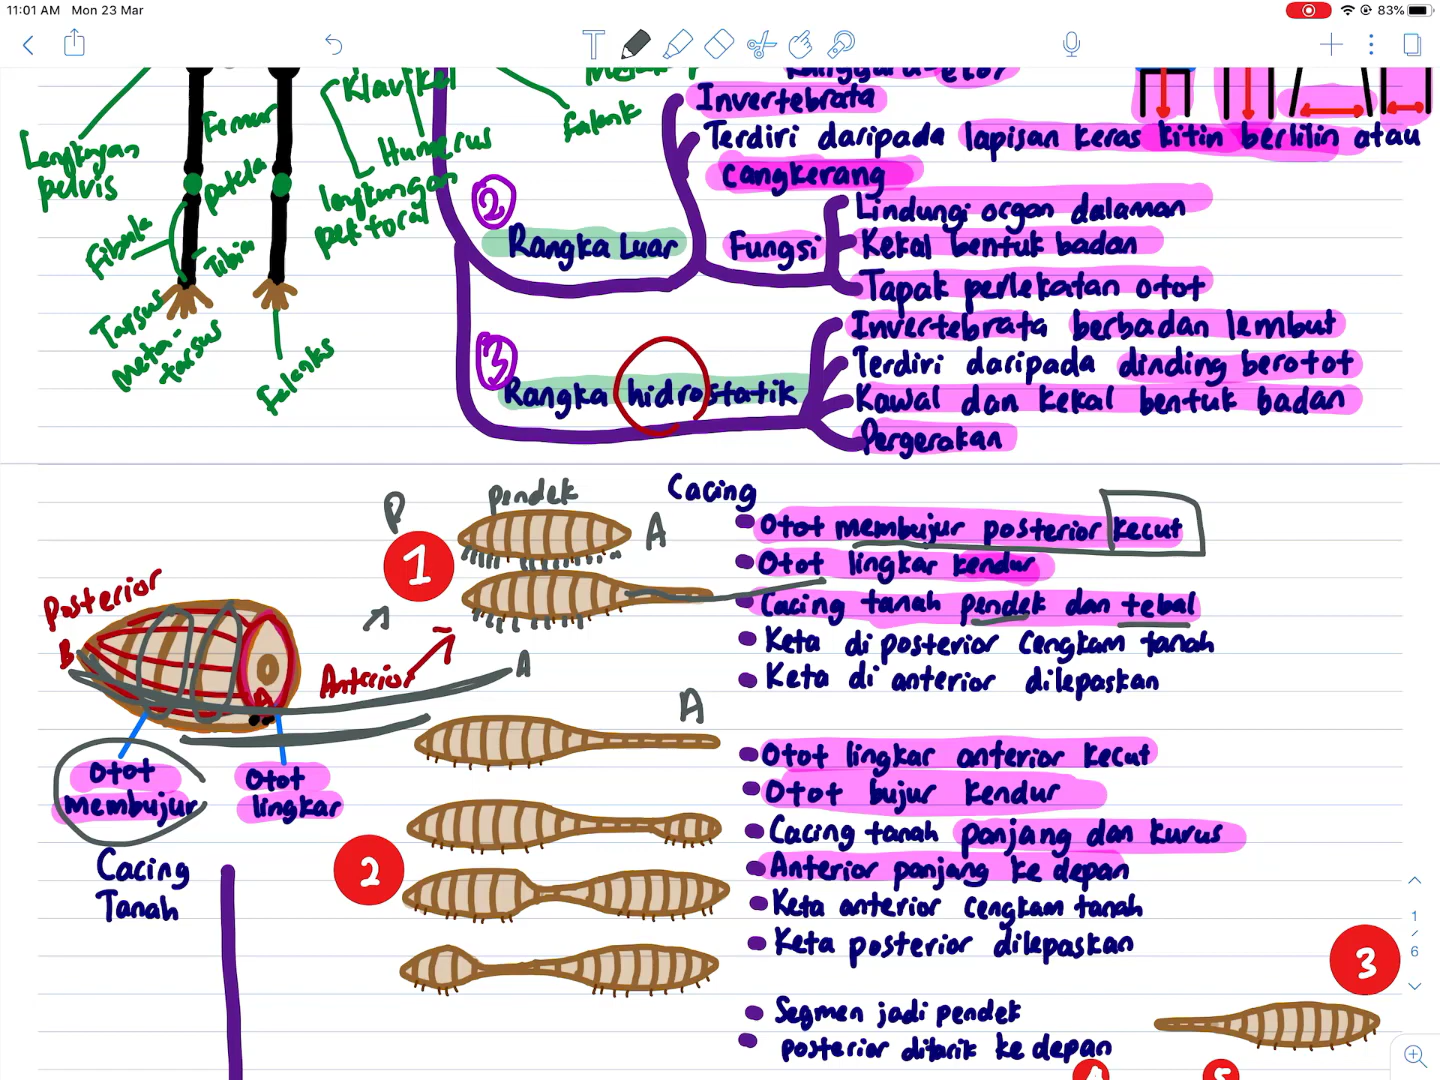 11:01 AM Mon 23 Mar
83%
Klavikel
Invertebrata
Femur
Falank
Terdiri daripada lapisan keras kitin berlilin atau
Lengkungan
pelvis
Humerus
patela
cangkerang
lengkungan
pektoral
2
Lindungi organ dalaman
Rangka Luar
Fungsi
Kekal bentuk badan
Fibula
Tibia
Tapak perlekatan otot
Tarsus
meta-
tarsus
Falanks
3
Invertebrata berbadan lembut
Terdiri daripada dinding berotot
Rangka hidrostatik
Kawal dan kekal bentuk badan
Pergerakan
P
pendek
A
1
Cacing
Otot membujur posterior kecut
Otot lingkar kendur
Cacing tanah pendek dan tebal
Keta di posterior cengkam tanah
Keta di anterior dilepaskan
Posterior
B
A
Anterior
A
A
Otot
membujur
Otot
lingkar
Otot lingkar anterior kecut
Otot bujur kendur
Cacing tanah panjang dan kurus
Anterior panjang ke depan
Keta anterior cengkam tanah
Keta posterior dilepaskan
2
Cacing
Tanah
1
/
6
3
Segmen jadi pendek
posterior ditarik ke depan